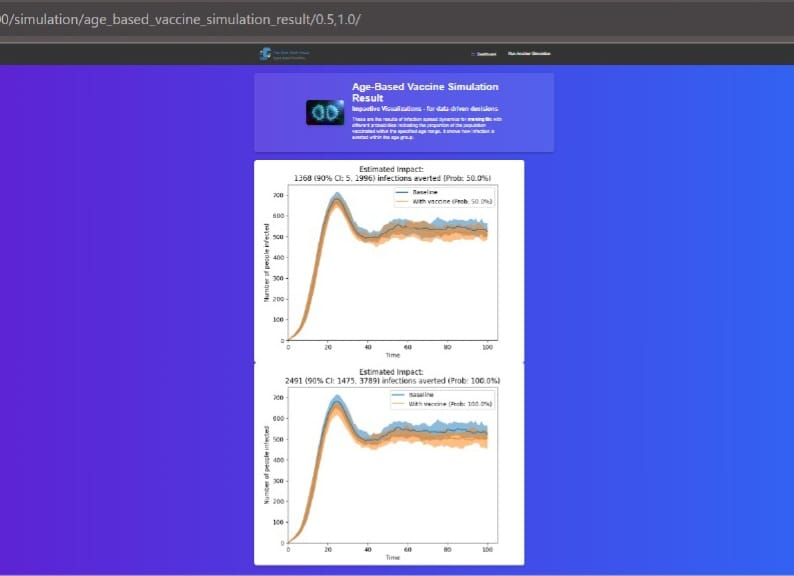 0/simulation/age_based_vaccine_simulation_result/0.5,1.0/
Dashboard
Run Another Simulation
Age-Based Vaccine Simulation
Result
Impactive Visualizations - for data-driven decisions
These are the results of infection spread dynamics for meningitis with
different probabilities indicating the proportion of the population
vaccinated within the specified age range. It shows how infection is
averted within the age group.
Estimated Impact:
1368 (90% CI: 5, 1996) infections averted (Prob: 50.0%)
Baseline
With vaccine (Prob: 50.0%)
Number of people infected
700
600
500
400
300
200
100
0
0 20 40 60 80 100
Time
Estimated Impact:
2491 (90% CI: 1475, 3789) infections averted (Prob: 100.0%)
Baseline
With vaccine (Prob: 100.0%)
Number of people infected
700
600
500
400
300
200
100
0
0 20 40 60 80 100
Time